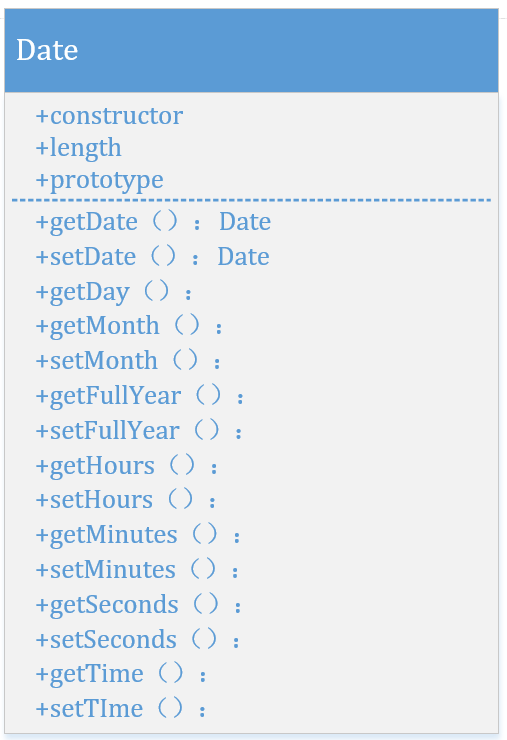 Date
+constructor
+length
+prototype
+getDate（）：Date
+setDate（）：Date
+getDay（）：
+getMonth（）：
+setMonth（）：
+getFullYear（）：
+setFullYear（）：
+getHours（）：
+setHours（）：
+getMinutes（）：
+setMinutes（）：
+getSeconds（）：
+setSeconds（）：
+getTime（）：
+setTIme（）：